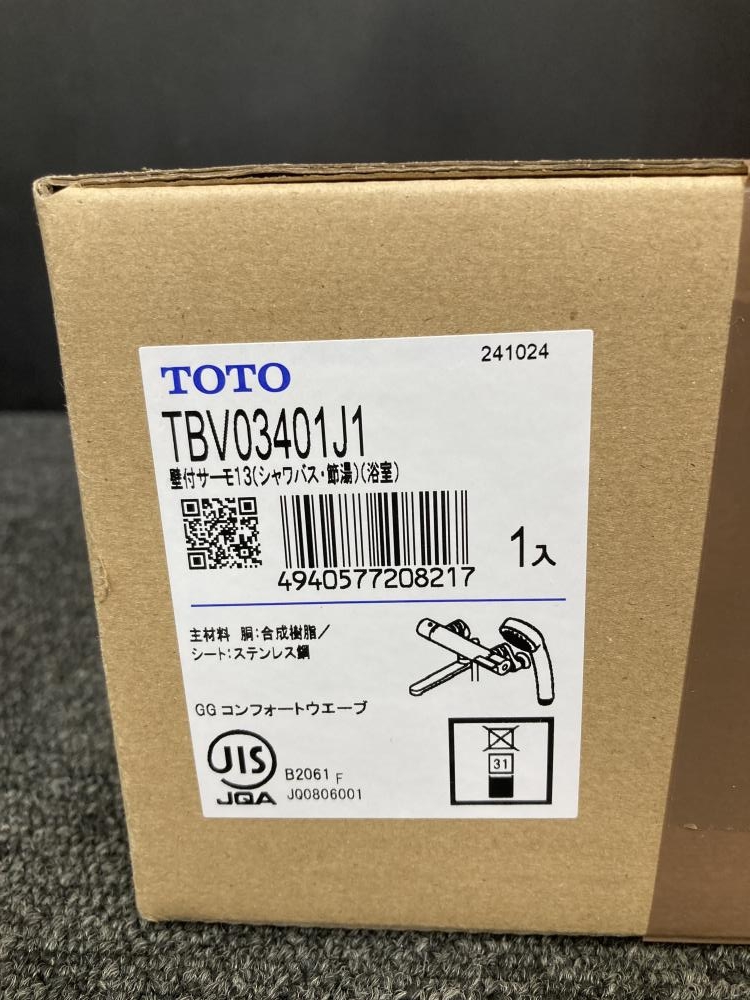 241024
TOTO
TBV03401J1
壁付サーモ13(シャワバス・節湯)(浴室)
4940577208217
1入
主材料 胴:合成樹脂/
シート:ステンレス鋼
GG コンフォートウエーブ
JIS
JQA
B2061 F
JQ0806001
31